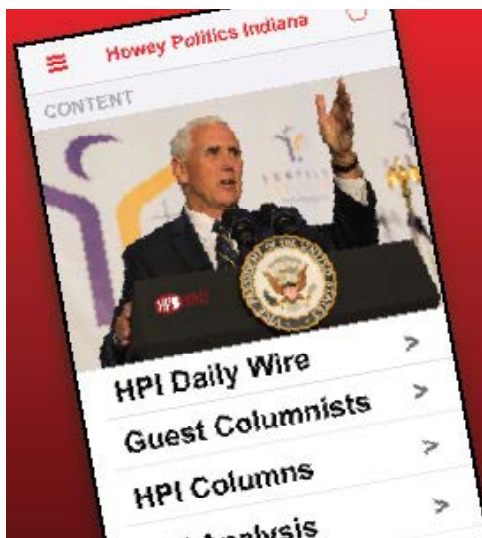 Howey Politics Indiana
CONTENT
HPI Daily Wire
Guest Columnists
HPI Columns
Analysis